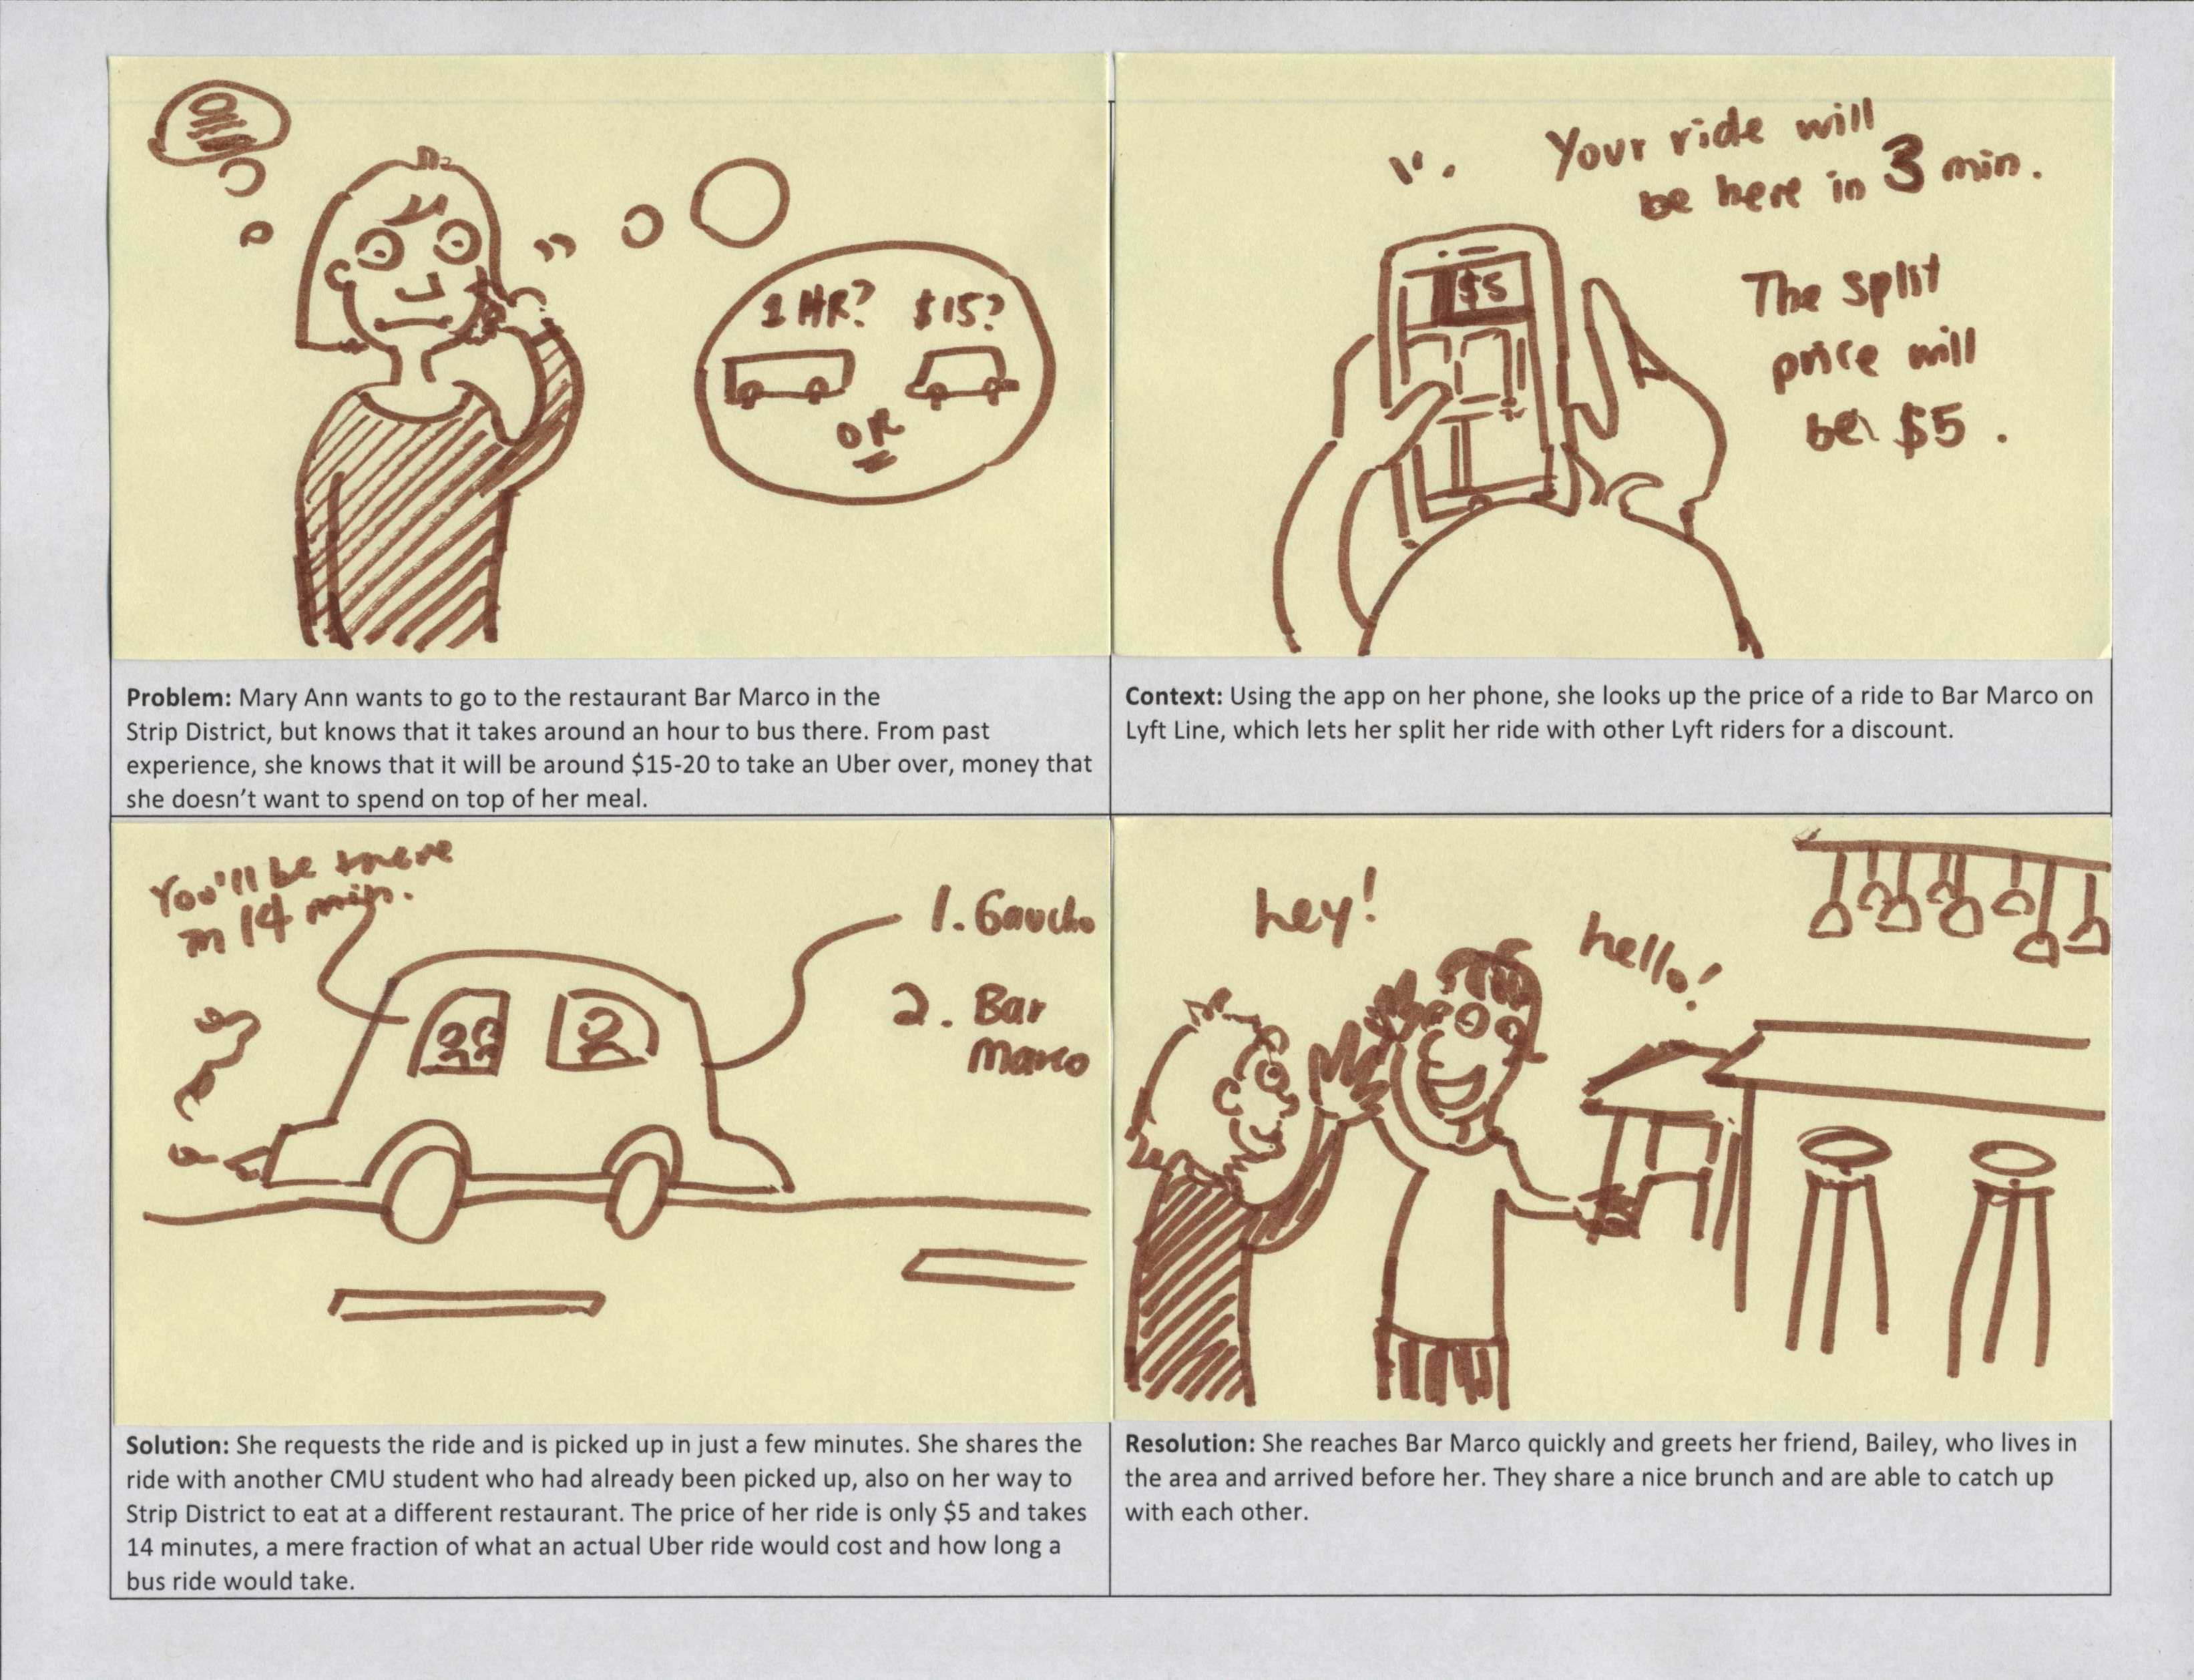 1 HR? $15?
OR
Your ride will
be here in 3 min.
$5
The split
price will
be $5.
Problem: Mary Ann wants to go to the restaurant Bar Marco in the
Strip District, but knows that it takes around an hour to bus there. From past
experience, she knows that it will be around $15-20 to take an Uber over, money that
she doesn't want to spend on top of her meal.
Context: Using the app on her phone, she looks up the price of a ride to Bar Marco on
Lyft Line, which lets her split her ride with other Lyft riders for a discount.
You'll be there
in 14 min.
1. Gaucho
2. Bar
Marco
hey!
hello!
Solution: She requests the ride and is picked up in just a few minutes. She shares the
ride with another CMU student who had already been picked up, also on her way to
Strip District to eat at a different restaurant. The price of her ride is only $5 and takes
14 minutes, a mere fraction of what an actual Uber ride would cost and how long a
bus ride would take.
Resolution: She reaches Bar Marco quickly and greets her friend, Bailey, who lives in
the area and arrived before her. They share a nice brunch and are able to catch up
with each other.